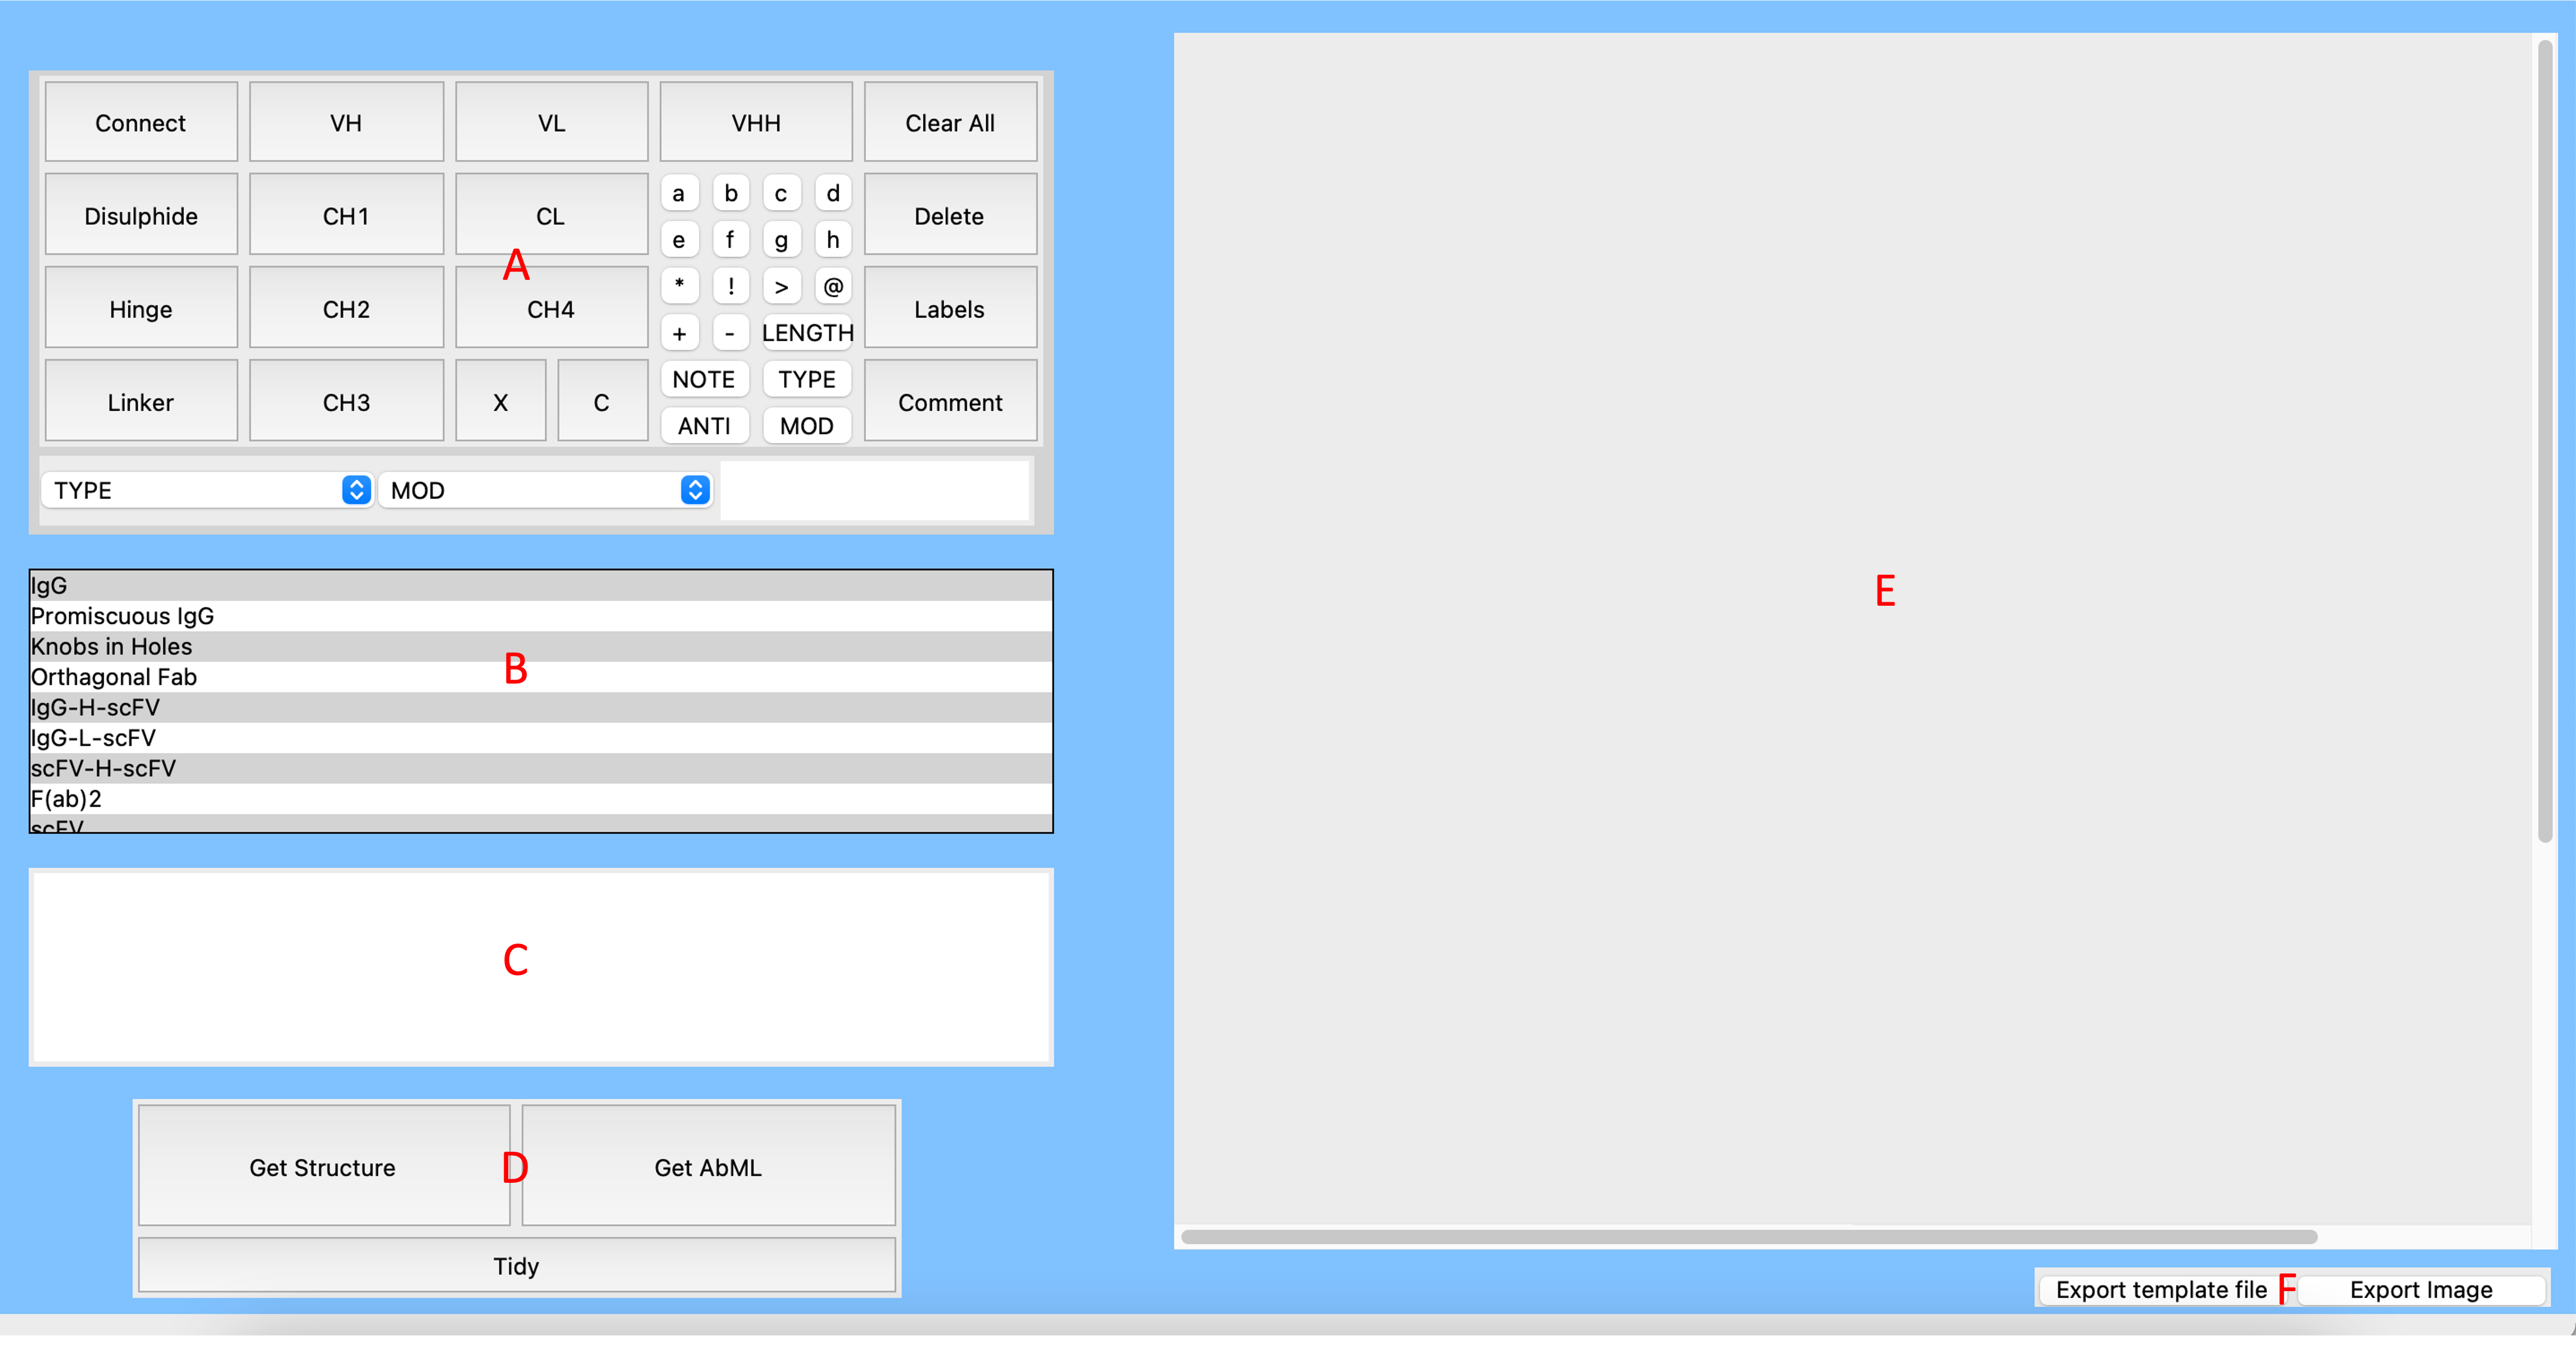 Connect VH VL VHH Clear All
a b c d
Disulphide CH1 CL Delete
e f g h
A
* ! > @
Hinge CH2 CH4 Labels
+ - LENGTH
NOTE TYPE
Linker CH3 X C Comment
ANTI MOD
TYPE MOD
IgG
Promiscuous IgG
Knobs in Holes
B
Orthagonal Fab
IgG-H-scFV
IgG-L-scFV
scFV-H-scFV
F(ab)2
scFV
C
Get Structure D Get AbML
Tidy
E
Export template file F Export Image